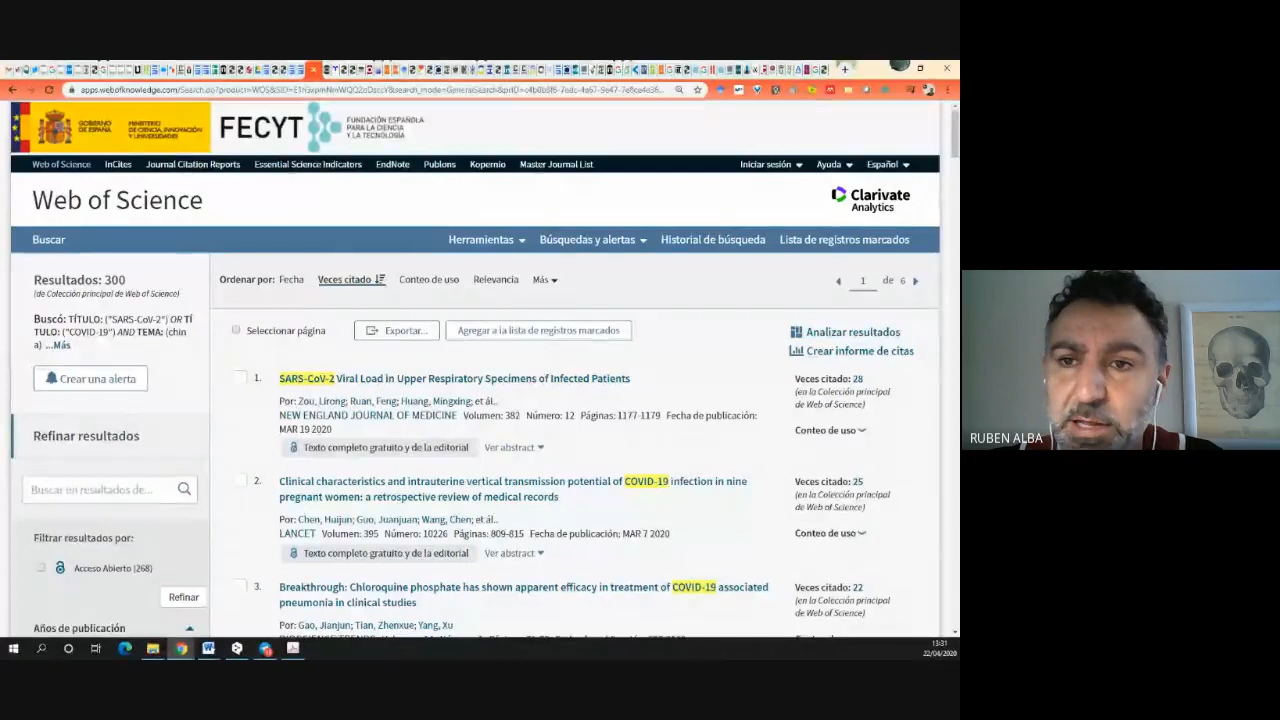 GOBIERNO
DE ESPAÑA
MINISTERIO
DE CIENCIA, INNOVACIÓN
Y UNIVERSIDADES
FECYT
FUNDACIÓN ESPAÑOLA
PARA LA CIENCIA
Y LA TECNOLOGÍA
Web of Science InCites Journal Citation Reports Essential Science Indicators EndNote Publons Kopernio Master Journal List Iniciar sesión Ayuda Español
Web of Science
Clarivate
Analytics
Buscar Herramientas Búsquedas y alertas Historial de búsqueda Lista de registros marcados
Resultados: 300
(de Colección principal de Web of Science)
Buscó: TÍTULO: ("SARS-CoV-2") OR TÍ
TULO: ("COVID-19") AND TEMA: (chin
a) ...Más
Crear una alerta
Refinar resultados
Buscar en resultados de...
Filtrar resultados por:
Acceso Abierto (268)
Refinar
Años de publicación
Ordenar por: Fecha Veces citado Conteo de uso Relevancia Más
1 de 6
Seleccionar página Exportar... Agregar a la lista de registros marcados
Analizar resultados
Crear informe de citas
1. SARS-CoV-2 Viral Load in Upper Respiratory Specimens of Infected Patients
Por: Zou, Lirong; Ruan, Feng; Huang, Mingxing; et ál..
NEW ENGLAND JOURNAL OF MEDICINE Volumen: 382 Número: 12 Páginas: 1177-1179 Fecha de publicación:
MAR 19 2020
Texto completo gratuito y de la editorial Ver abstract
Veces citado: 28
(en la Colección principal
de Web of Science)
Conteo de uso
2. Clinical characteristics and intrauterine vertical transmission potential of COVID-19 infection in nine
pregnant women: a retrospective review of medical records
Por: Chen, Huijun; Guo, Juanjuan; Wang, Chen; et ál..
LANCET Volumen: 395 Número: 10226 Páginas: 809-815 Fecha de publicación: MAR 7 2020
Texto completo gratuito y de la editorial Ver abstract
Veces citado: 25
(en la Colección principal
de Web of Science)
Conteo de uso
3. Breakthrough: Chloroquine phosphate has shown apparent efficacy in treatment of COVID-19 associated
pneumonia in clinical studies
Por: Gao, Jianjun; Tian, Zhenxue; Yang, Xu
Veces citado: 22
(en la Colección principal
de Web of Science)
RUBEN ALBA
13:31
22/04/2020